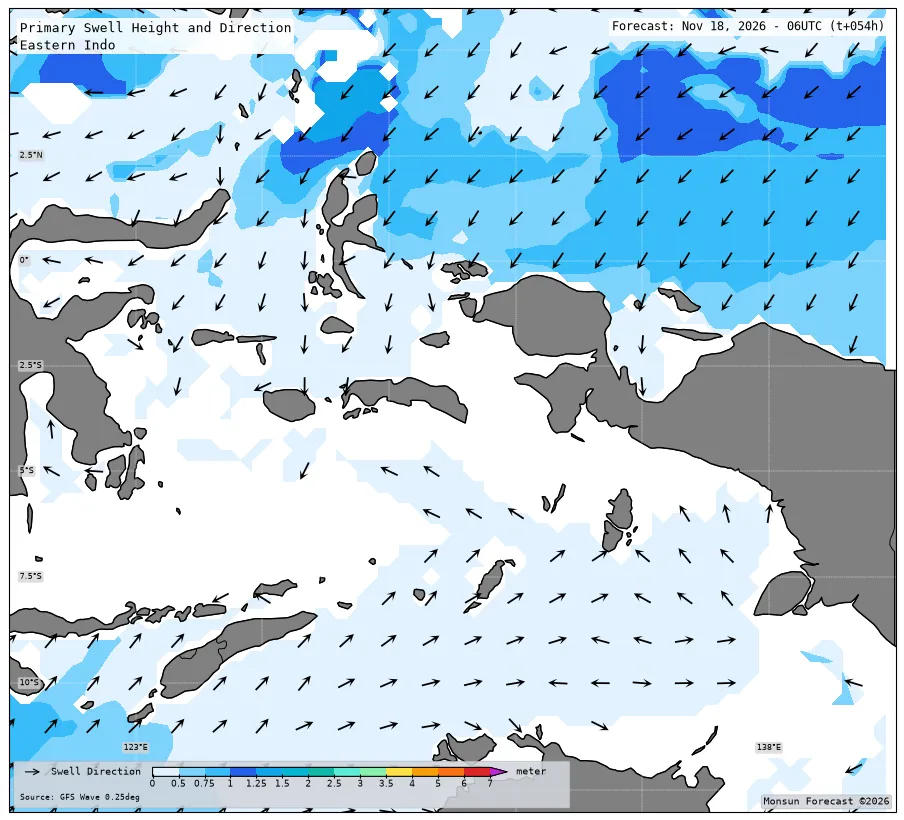 Primary Swell Height and Direction
Eastern Indo
Forecast: Nov 18, 2026 - 06UTC (t+054h)
2.5°N
0°
2.5°S
5°S
7.5°S
10°S
123°E
138°E
Swell Direction
meter
0 0.5 0.75 1 1.25 1.5 2 2.5 3 3.5 4 5 6 7
Source: GFS Wave 0.25deg
Monsun Forecast ©2026